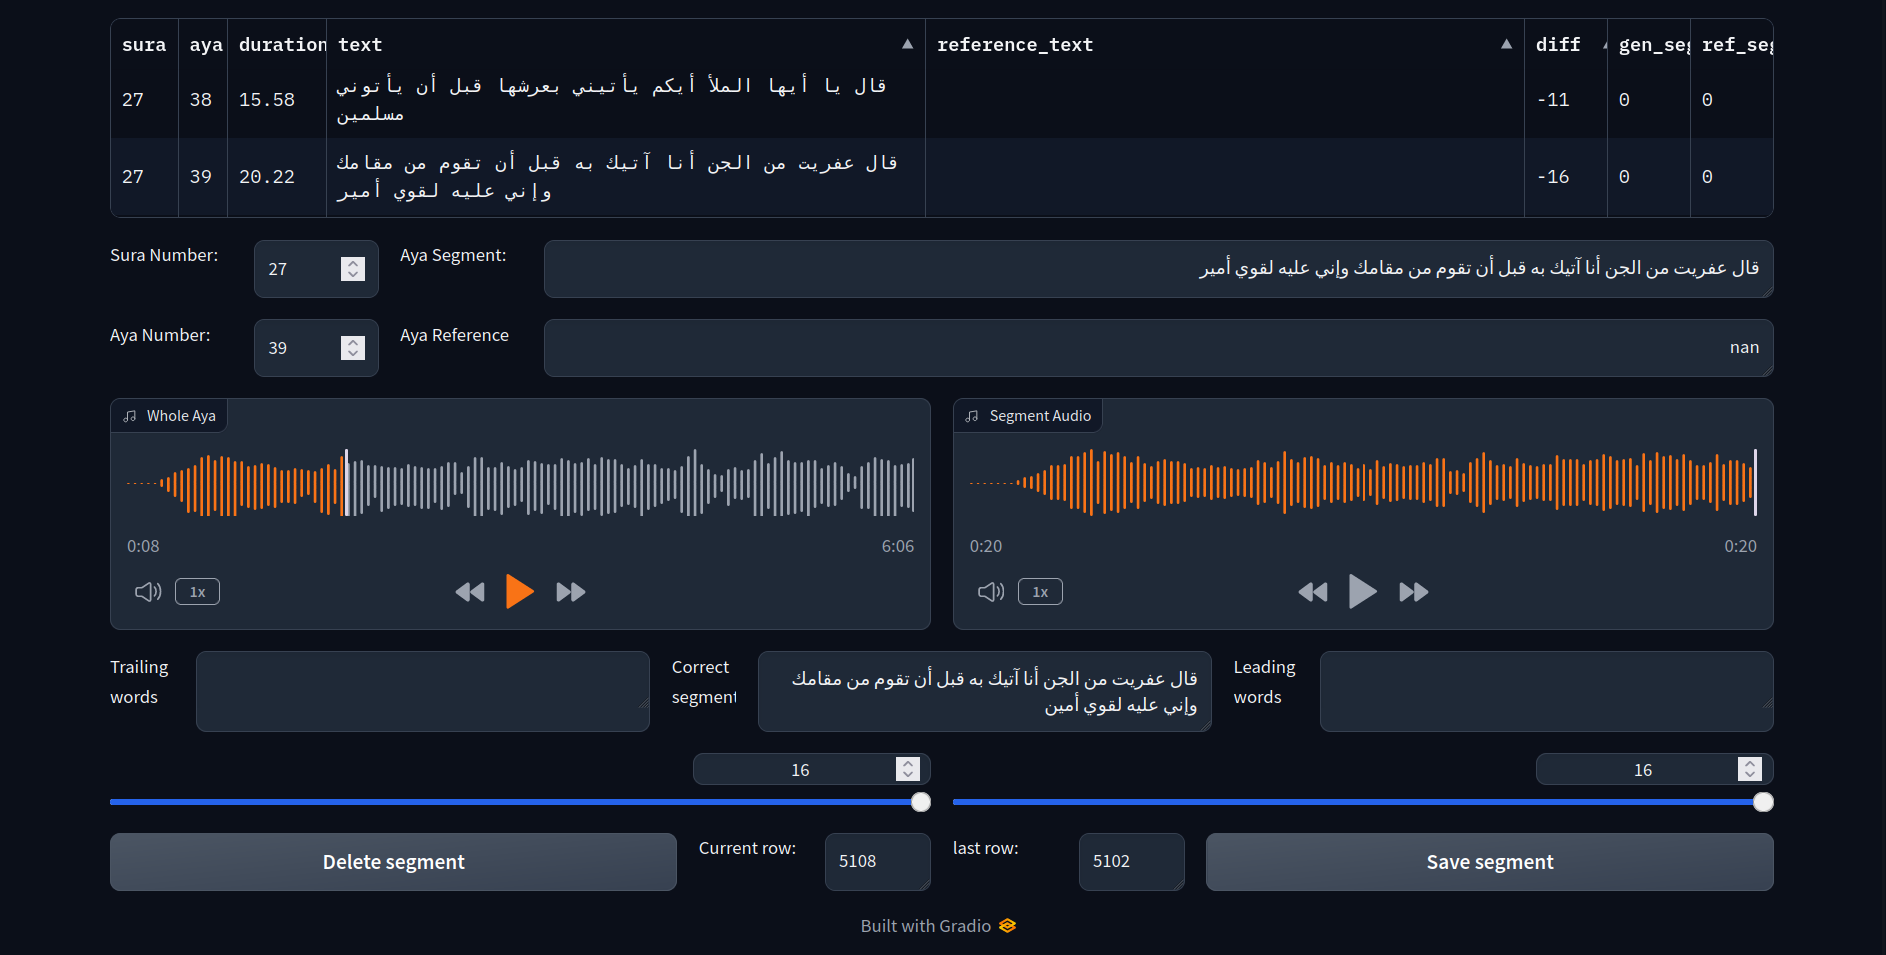 sura aya duration text reference_text diff gen_seg ref_seg
27 38 15.58 قال يا أيها الملأ أيكم يأتيني بعرشها قبل أن يأتوني -11 0 0
مسلمين
27 39 20.22 قال عفريت من الجن أنا آتيك به قبل أن تقوم من مقامك -16 0 0
وإني عليه لقوي أمير
Sura Number: 27 Aya Segment: قال عفريت من الجن أنا آتيك به قبل أن تقوم من مقامك وإني عليه لقوي أمير
Aya Number: 39 Aya Reference nan
Whole Aya
0:08 6:06
1x
Segment Audio
0:20 0:20
1x
Trailing
words
Correct
segment
قال عفريت من الجن أنا آتيك به قبل أن تقوم من مقامك
وإني عليه لقوي أمين
Leading
words
16 16
Delete segment Current row: 5108 last row: 5102 Save segment
Built with Gradio